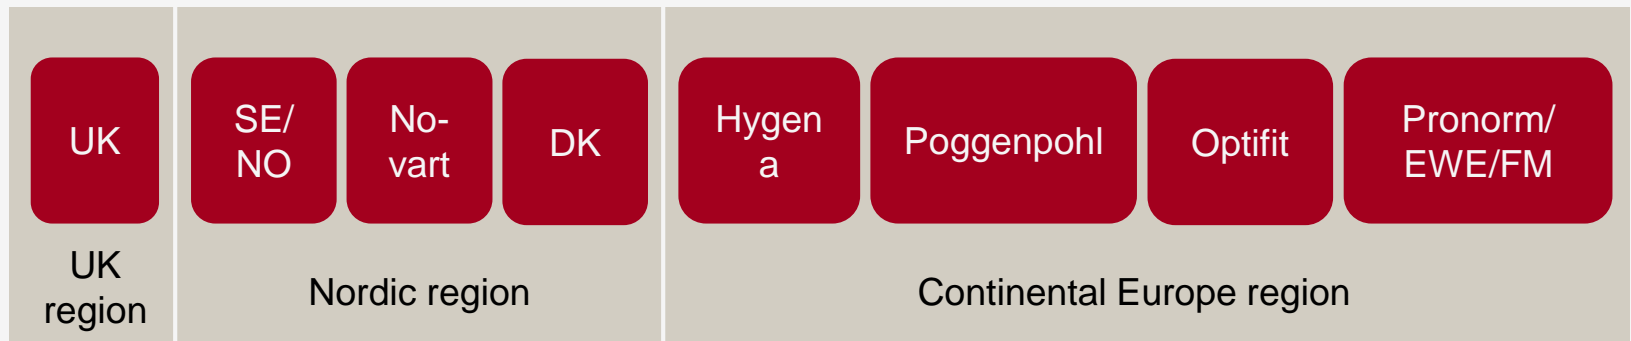 UK
SE/
NO
No-
vart
DK
Hygen
a
Poggenpohl
Optifit
Pronorm/
EWE/FM
UK
region
Nordic region
Continental Europe region